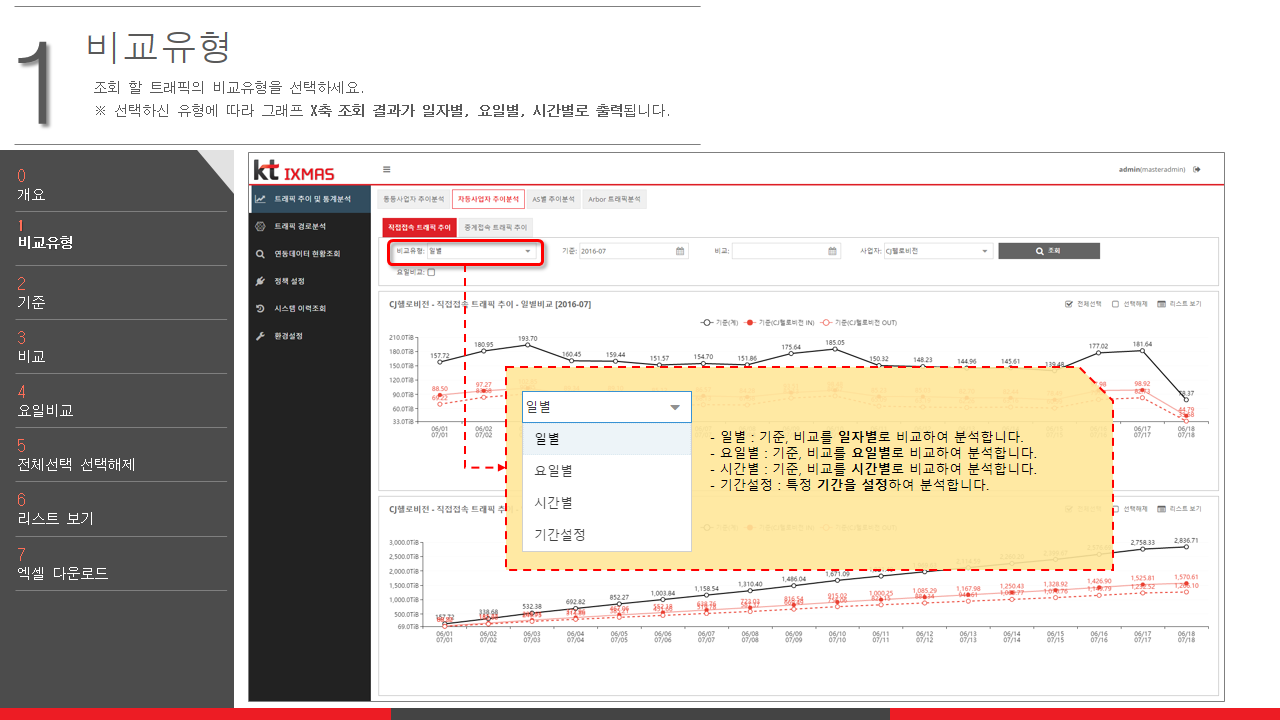 1
비교유형
조회 할 트래픽의 비교유형을 선택하세요.
※ 선택하신 유형에 따라 그래프 X축 조회 결과가 일자별, 요일별, 시간별로 출력됩니다.
0
개요
1
비교유형
2
기준
3
비교
4
요일비교
5
전체선택 선택해제
6
리스트 보기
7
엑셀 다운로드
kt IXMAS
admin(masteradmin)
트래픽 추이 및 통계분석
트래픽 경로분석
연동데이터 현황조회
정책 설정
시스템 이력조회
환경설정
통통사업자 추이분석 자통사업자 추이분석 AS별 추이분석 Arbor 트래픽분석
직접접속 트래픽 추이 중계접속 트래픽 추이
비교유형: 일별 기준: 2016-07 비교: 사업자: CJ헬로비전 조회
요일비교:
CJ헬로비전 - 직접접속 트래픽 추이 - 일별비교 [2016-07]
전체선택 선택해제 리스트 보기
기준(계) 기준(CJ헬로비전 IN) 기준(CJ헬로비전 OUT)
210.0TiB
180.0TiB
150.0TiB
120.0TiB
90.0TiB
60.0TiB
33.0TiB
157.72 180.95 193.70 160.45 159.44 151.57 154.70 151.86 175.64 185.05 150.32 148.23 144.96 145.61 139.48 177.02 181.64 78.37
88.50 97.27 98.92 44.79
69.22
06/01 06/02 06/17 06/18
07/01 07/02 07/17 07/18
일별
일별
요일별
시간별
기간설정
- 일별 : 기준, 비교를 일자별로 비교하여 분석합니다.
- 요일별 : 기준, 비교를 요일별로 비교하여 분석합니다.
- 시간별 : 기준, 비교를 시간별로 비교하여 분석합니다.
- 기간설정 : 특정 기간을 설정하여 분석합니다.
CJ헬로비전 - 직접접속 트래픽 추이
선택해제 리스트 보기
3,000.0TiB
2,500.0TiB
2,000.0TiB
1,500.0TiB
1,000.0TiB
500.0TiB
69.0TiB
157.72 338.68 532.38 692.82 852.27 1,003.84 1,158.54 1,310.40 1,486.04 1,671.09 2,758.33 2,836.71
1,000.25 1,085.29 1,167.98 1,250.43 1,328.92 1,426.90 1,525.81 1,570.61
06/01 06/02 06/03 06/04 06/05 06/06 06/07 06/08 06/09 06/10 06/11 06/12 06/13 06/14 06/15 06/16 06/17 06/18
07/01 07/02 07/03 07/04 07/05 07/06 07/07 07/08 07/09 07/10 07/11 07/12 07/13 07/14 07/15 07/16 07/17 07/18